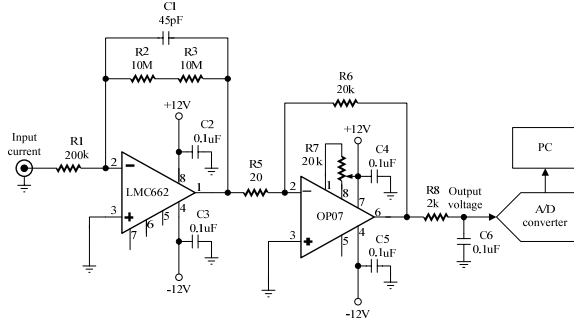 C1
45pF
R2
10M
R3
10M
R6
20k
+12V
+12V
C2
0.1uF
R7
20k
C4
0.1uF
PC
Input
current
R1
200k
2
8
LMC662
1
R5
20
2
1
8
7
OP07
6
R8
2k
Output
voltage
A/D
converter
3
7
6
5
4
C3
0.1uF
3
5
4
C5
0.1uF
C6
0.1uF
-12V
-12V